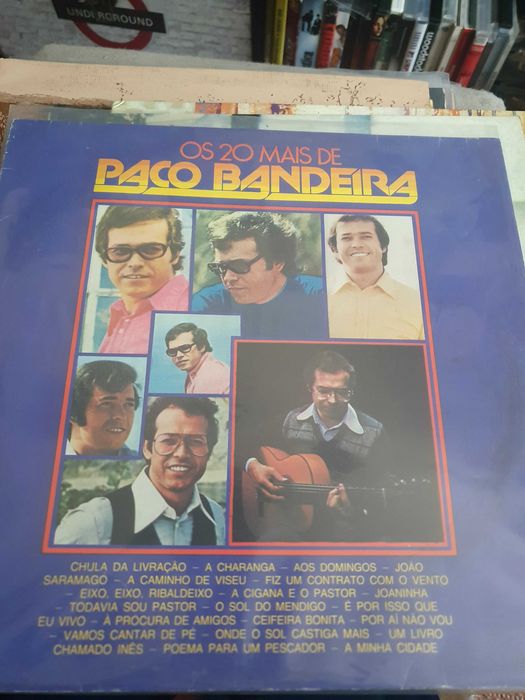 UNDERGROUND
OS 20 MAIS DE
PACO BANDEIRA
CHULA DA LIVRAÇÃO – A CHARANGA – AOS DOMINGOS – JOÃO
SARAMAGO – A CAMINHO DE VISEU – FIZ UM CONTRATO COM O VENTO
– EIXO, EIXO, RIBALDEIXO – A CIGANA E O PASTOR – JOANINHA
– TODAVIA SOU PASTOR – O SOL DO MENDIGO – É POR ISSO QUE
EU VIVO – À PROCURA DE AMIGOS – CEIFEIRA BONITA – POR AÍ NÃO VOU
– VAMOS CANTAR DE PÉ – ONDE O SOL CASTIGA MAIS – UM LIVRO
CHAMADO INÊS – POEMA PARA UM PESCADOR – A MINHA CIDADE